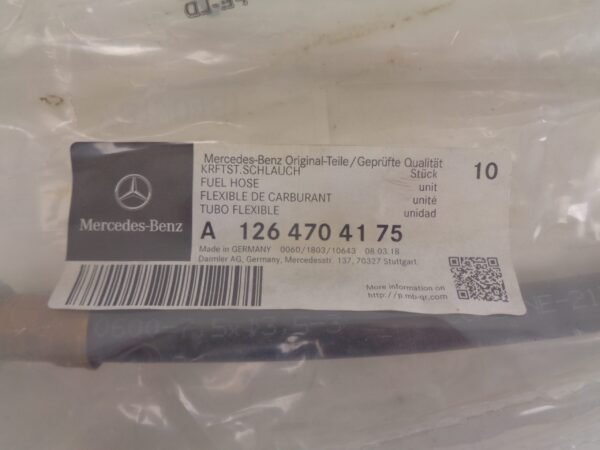 Mercedes-Benz
Mercedes-Benz Original-Teile/Geprüfte Qualität
KRFTST.SCHLAUCH Stück 10
FUEL HOSE unit
FLEXIBLE DE CARBURANT unité
TUBO FLEXIBLE unidad
A 126 470 41 75
Made in GERMANY 0060/1803/10643 08.03.18
Daimler AG, Germany, Mercedesstr. 137, 70327 Stuttgart.
More information on
http://p.mb-qr.com